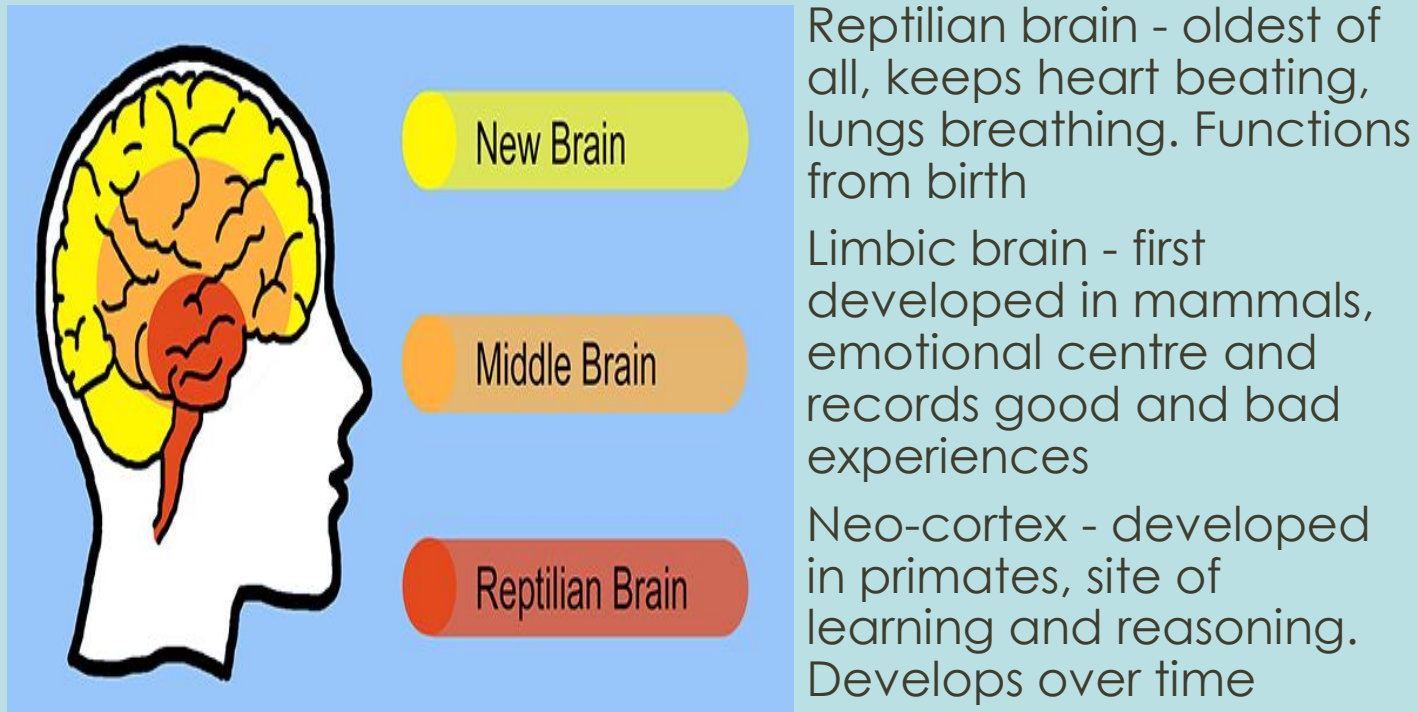 New Brain
Middle Brain
Reptilian Brain
Reptilian brain - oldest of
all, keeps heart beating,
lungs breathing. Functions
from birth
Limbic brain - first
developed in mammals,
emotional centre and
records good and bad
experiences
Neo-cortex - developed
in primates, site of
learning and reasoning.
Develops over time